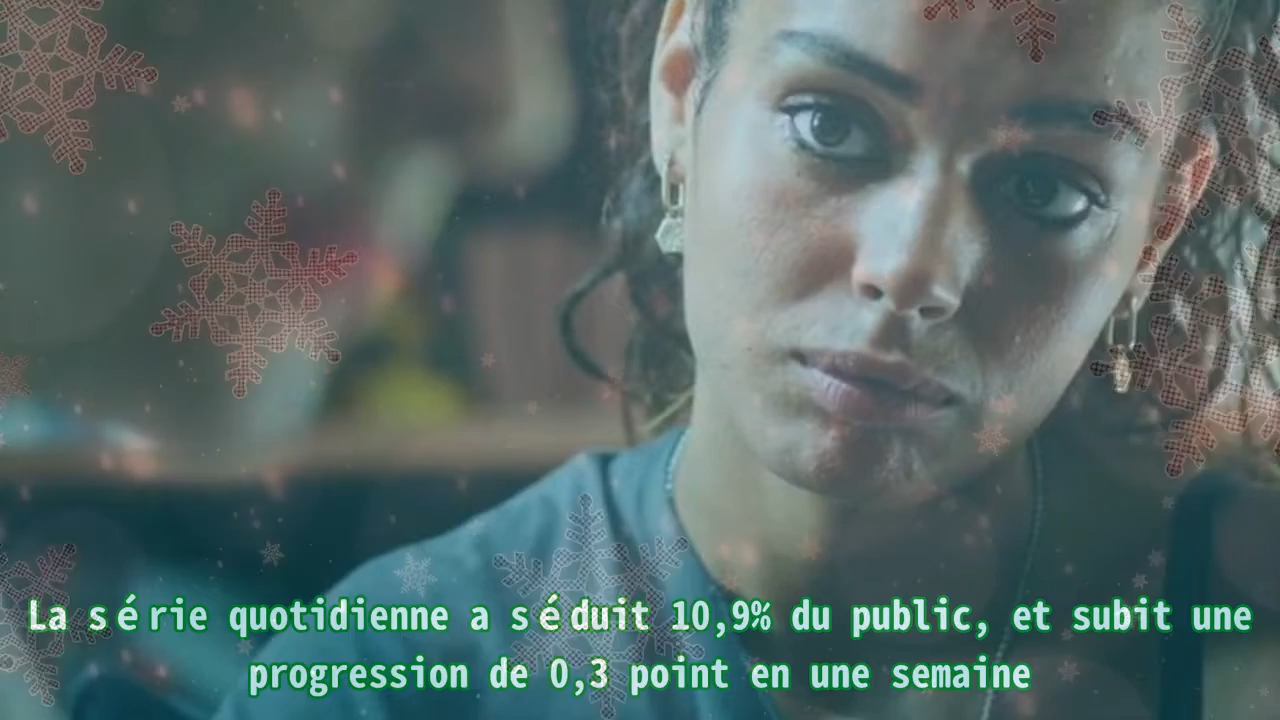 La série quotidienne a séduit 10,9% du public, et subit une
progression de 0,3 point en une semaine